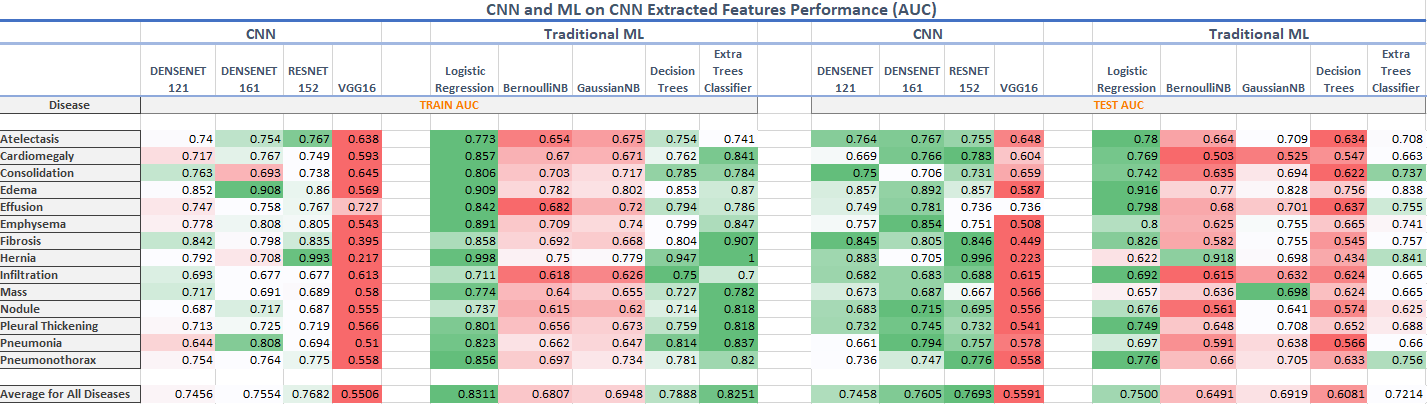 CNN and ML on CNN Extracted Features Performance (AUC)
CNN Traditional ML CNN Traditional ML
DENSENET 121 DENSENET 161 RESNET 152 VGG16 Logistic Regression BernoulliNB GaussianNB Decision Trees Extra Trees Classifier DENSENET 121 DENSENET 161 RESNET 152 VGG16 Logistic Regression BernoulliNB GaussianNB Decision Trees Extra Trees Classifier
Disease TRAIN AUC TEST AUC
Atelectasis 0.74 0.754 0.767 0.638 0.773 0.654 0.675 0.754 0.741 0.764 0.767 0.755 0.648 0.78 0.664 0.709 0.634 0.708
Cardiomegaly 0.717 0.767 0.749 0.593 0.857 0.67 0.671 0.762 0.841 0.669 0.766 0.783 0.604 0.769 0.503 0.525 0.547 0.663
Consolidation 0.763 0.693 0.738 0.645 0.806 0.703 0.717 0.785 0.784 0.75 0.706 0.731 0.659 0.742 0.635 0.694 0.622 0.737
Edema 0.852 0.908 0.86 0.569 0.909 0.782 0.802 0.853 0.87 0.857 0.892 0.857 0.587 0.916 0.77 0.828 0.756 0.838
Effusion 0.747 0.758 0.767 0.727 0.842 0.682 0.72 0.794 0.786 0.749 0.781 0.736 0.736 0.798 0.68 0.701 0.637 0.755
Emphysema 0.778 0.808 0.805 0.543 0.891 0.709 0.74 0.799 0.847 0.757 0.854 0.751 0.508 0.8 0.625 0.755 0.665 0.741
Fibrosis 0.842 0.798 0.835 0.395 0.858 0.692 0.668 0.804 0.907 0.845 0.805 0.846 0.449 0.826 0.582 0.755 0.545 0.757
Hernia 0.792 0.708 0.993 0.217 0.998 0.75 0.779 0.947 1 0.883 0.705 0.996 0.223 0.622 0.918 0.698 0.434 0.841
Infiltration 0.693 0.677 0.677 0.613 0.711 0.618 0.626 0.75 0.7 0.682 0.683 0.688 0.615 0.692 0.615 0.632 0.624 0.665
Mass 0.717 0.691 0.689 0.58 0.774 0.64 0.655 0.727 0.782 0.673 0.687 0.667 0.566 0.657 0.636 0.698 0.624 0.665
Nodule 0.687 0.717 0.687 0.555 0.737 0.615 0.62 0.714 0.818 0.683 0.715 0.695 0.556 0.676 0.561 0.641 0.574 0.625
Pleural Thickening 0.713 0.725 0.719 0.566 0.801 0.656 0.673 0.759 0.818 0.732 0.745 0.732 0.541 0.749 0.648 0.708 0.652 0.688
Pneumonia 0.644 0.808 0.694 0.51 0.823 0.662 0.647 0.814 0.837 0.661 0.794 0.757 0.578 0.697 0.591 0.638 0.566 0.66
Pneumonothorax 0.754 0.764 0.775 0.558 0.856 0.697 0.734 0.781 0.82 0.736 0.747 0.776 0.558 0.776 0.66 0.705 0.633 0.756
Average for All Diseases 0.7456 0.7554 0.7682 0.5506 0.8311 0.6807 0.6948 0.7888 0.8251 0.7458 0.7605 0.7693 0.5591 0.7500 0.6491 0.6919 0.6081 0.7214